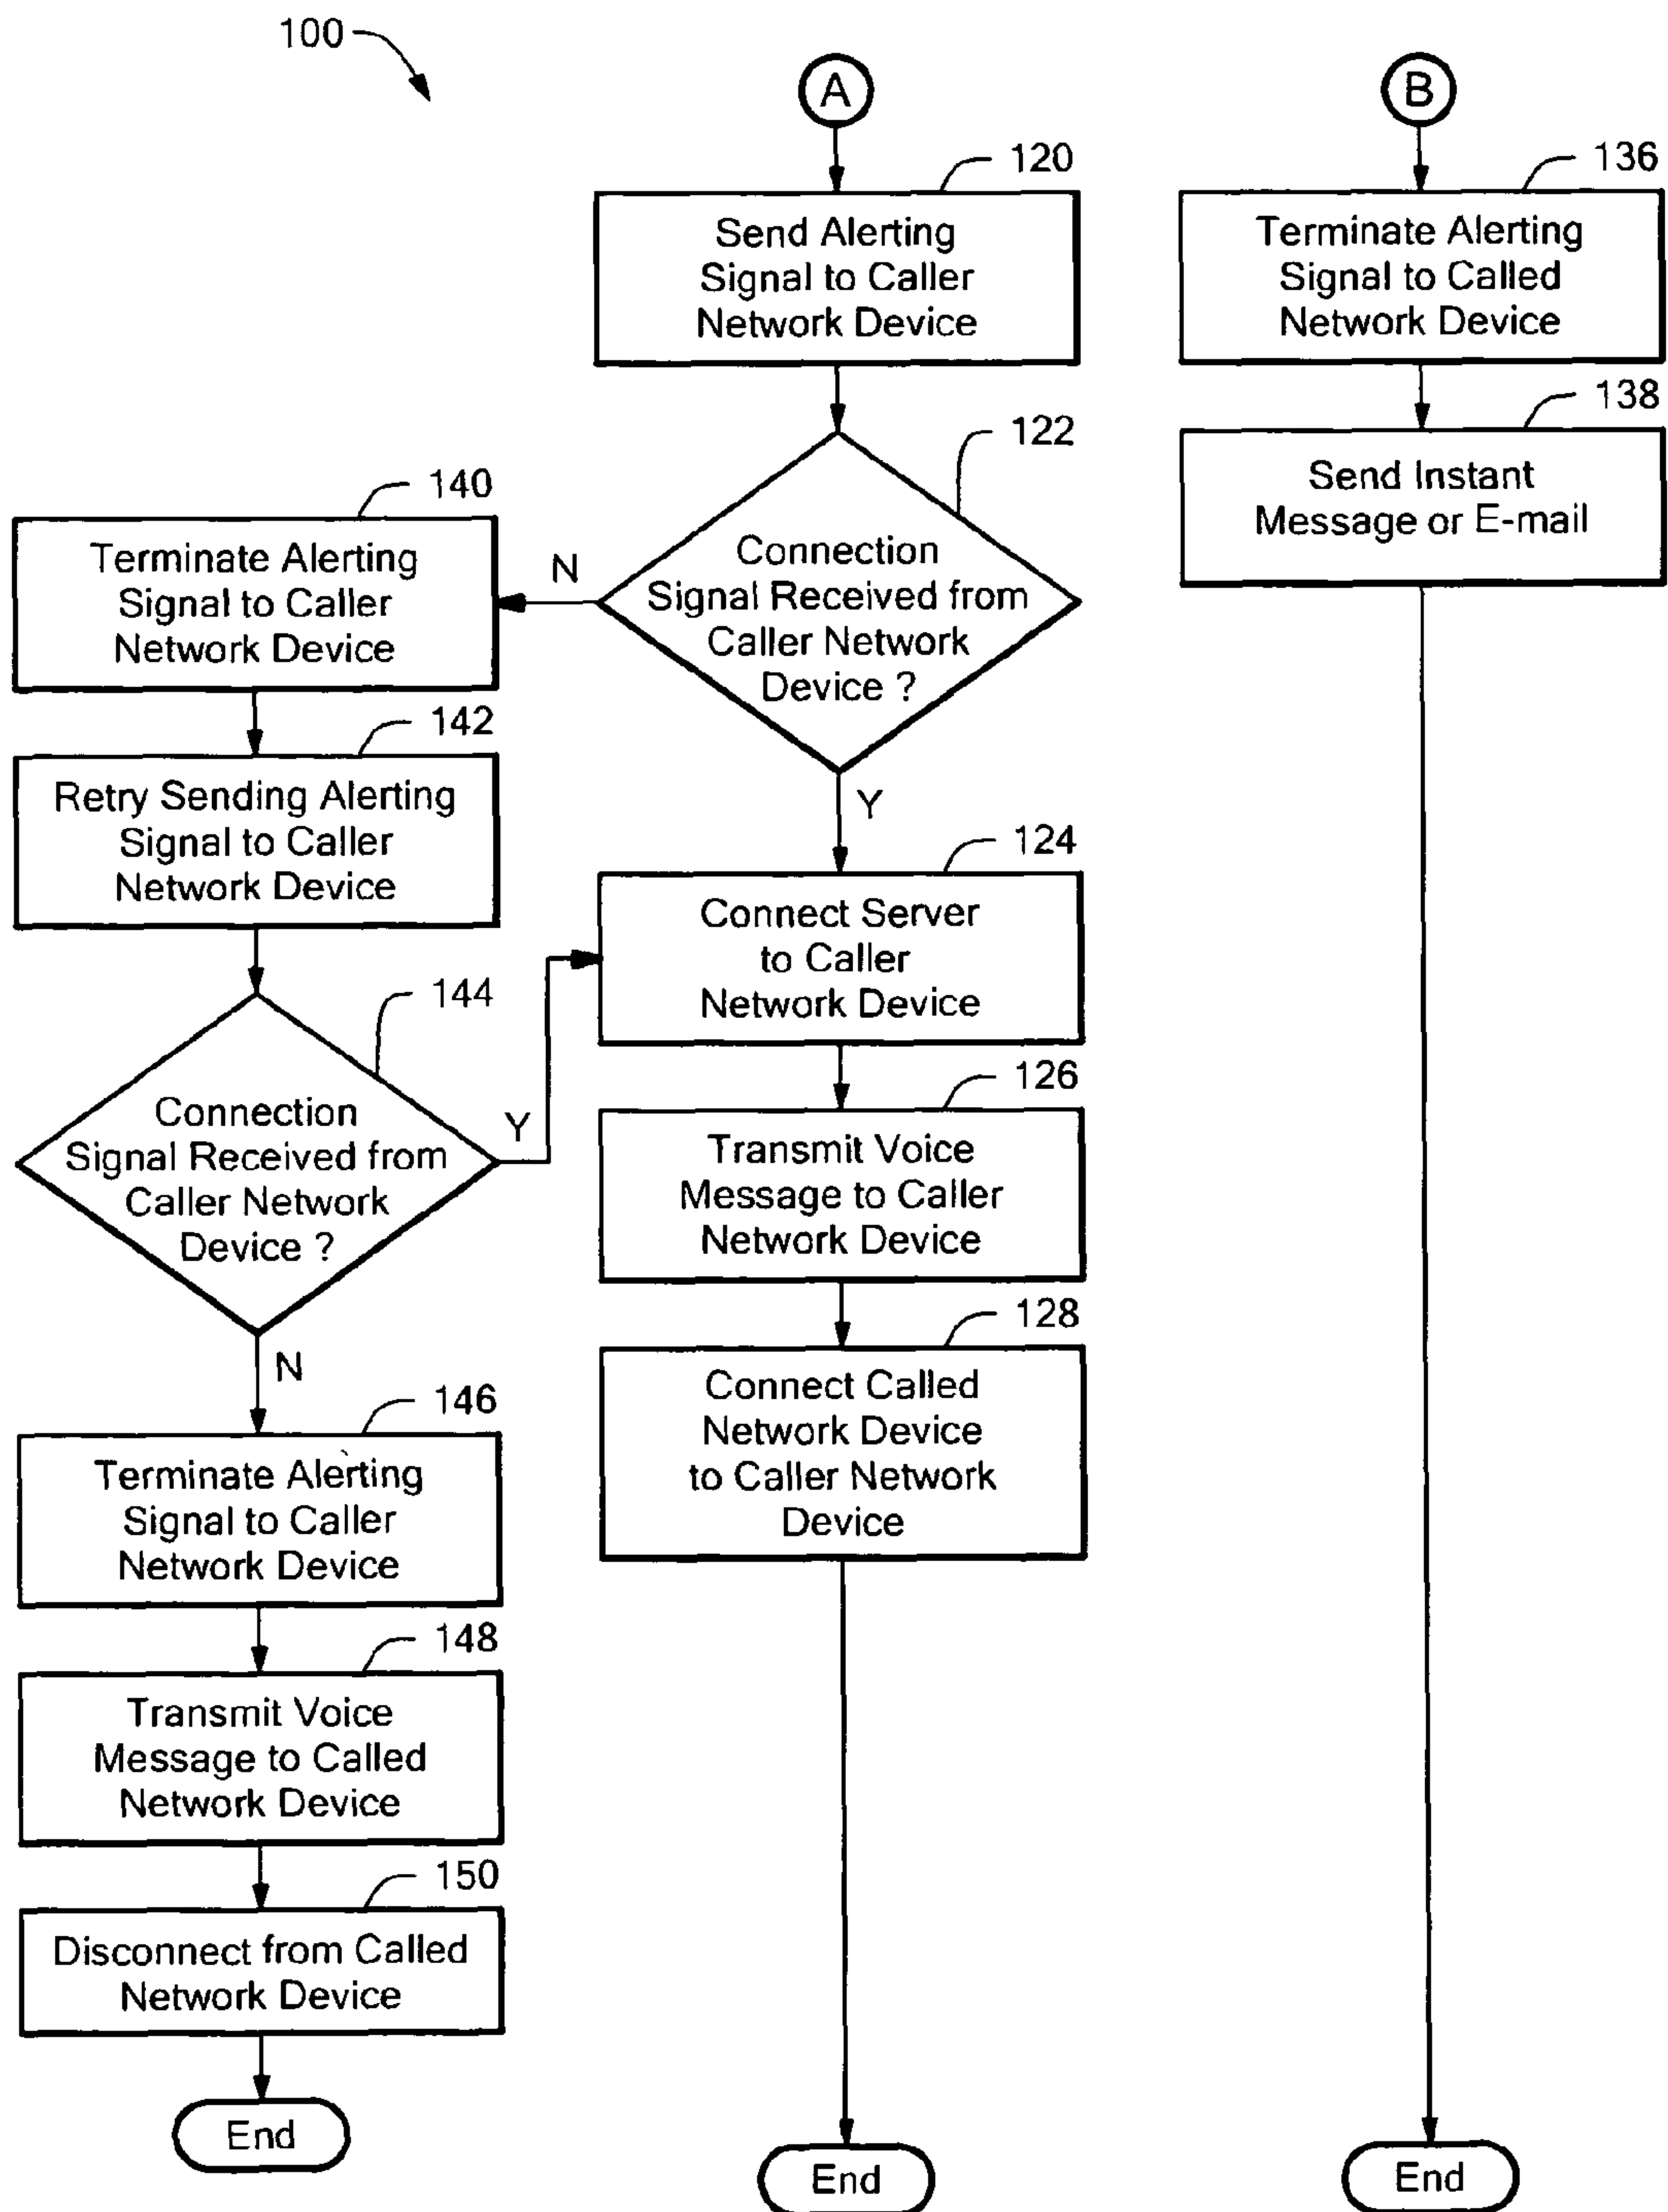 100
A
120
Send Alerting
Signal to Caller
Network Device
122
Connection
Signal Received from
Caller Network
Device ?
N
Y
140
Terminate Alerting
Signal to Caller
Network Device
142
Retry Sending Alerting
Signal to Caller
Network Device
144
Connection
Signal Received from
Caller Network
Device ?
Y
N
146
Terminate Alerting
Signal to Caller
Network Device
148
Transmit Voice
Message to Called
Network Device
150
Disconnect from Called
Network Device
End
124
Connect Server
to Caller
Network Device
126
Transmit Voice
Message to Caller
Network Device
128
Connect Called
Network Device
to Caller Network
Device
End
B
136
Terminate Alerting
Signal to Called
Network Device
138
Send Instant
Message or E-mail
End